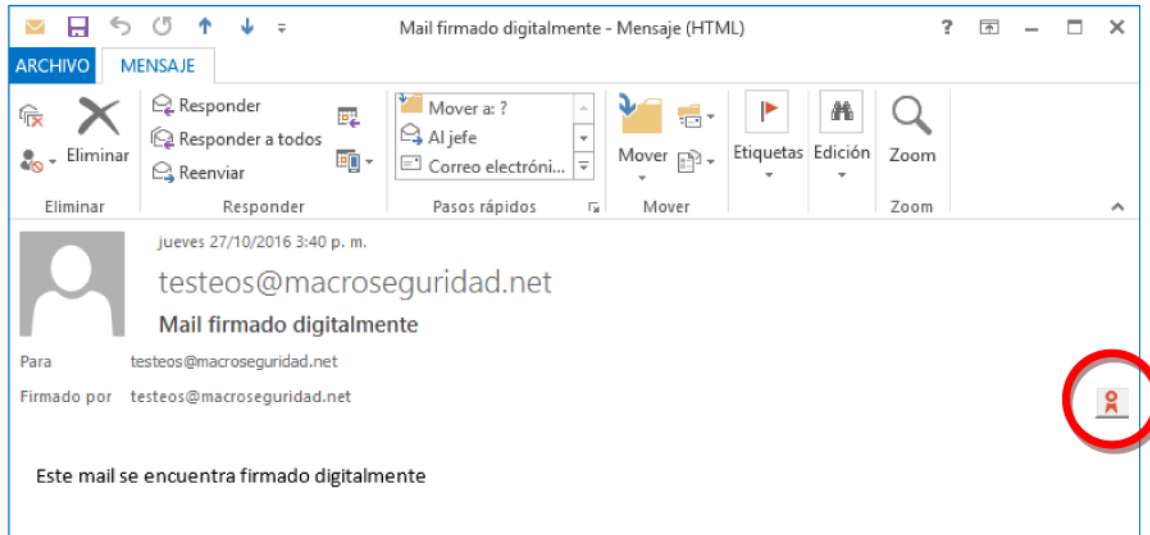 Mail firmado digitalmente - Mensaje (HTML)
ARCHIVO MENSAJE
Responder
Responder a todos
Reenviar
Eliminar
Mover a: ?
Al jefe
Correo electróni...
Mover
Etiquetas
Edición
Zoom
Eliminar
Responder
Pasos rápidos
Mover
Zoom
jueves 27/10/2016 3:40 p. m.
testeos@macroseguridad.net
Mail firmado digitalmente
Para testeos@macroseguridad.net
Firmado por testeos@macroseguridad.net
Este mail se encuentra firmado digitalmente